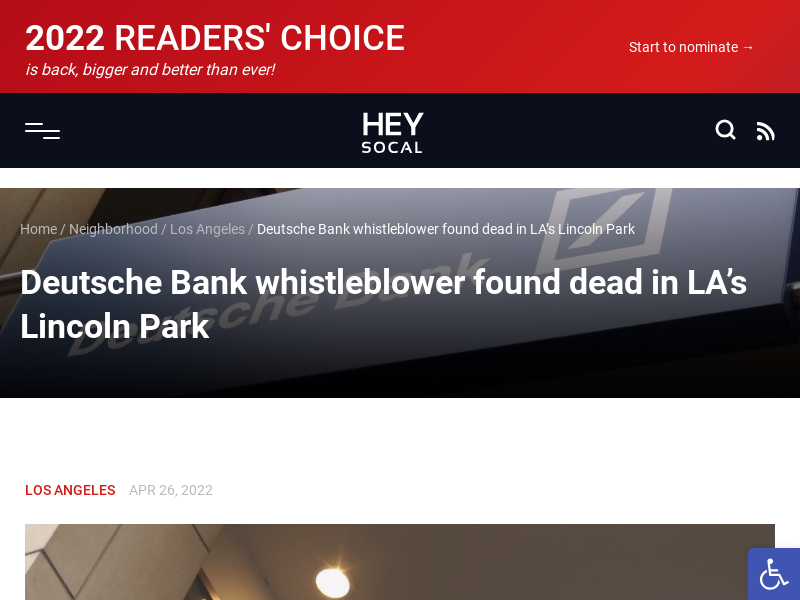 2022 READERS' CHOICE
is back, bigger and better than ever!
Start to nominate →
HEY
SOCAL
Home / Neighborhood / Los Angeles / Deutsche Bank whistleblower found dead in LA's Lincoln Park
Deutsche Bank
Deutsche Bank whistleblower found dead in LA’s
Lincoln Park
LOS ANGELES APR 26, 2022